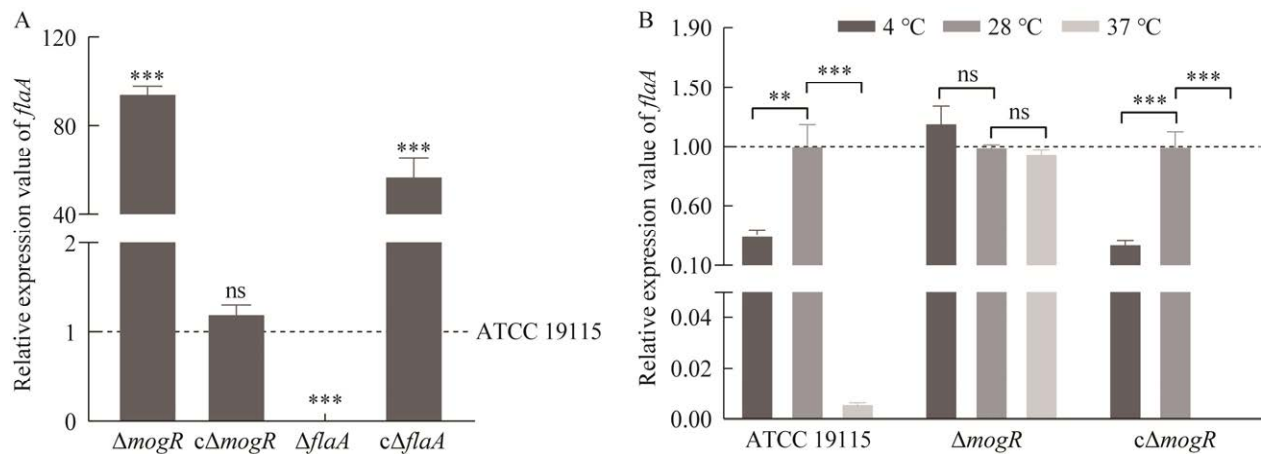 A
Relative expression value of flaA
120
80
40
2
1
0
***
ns
***
***
ATCC 19115
ΔmogR cΔmogR ΔflaA cΔflaA
B
4 ℃ 28 ℃ 37 ℃
Relative expression value of flaA
1.90
1.50
1.00
0.60
0.10
0.04
0.02
0.00
** ***
ns
ns
*** ***
ATCC 19115 ΔmogR cΔmogR